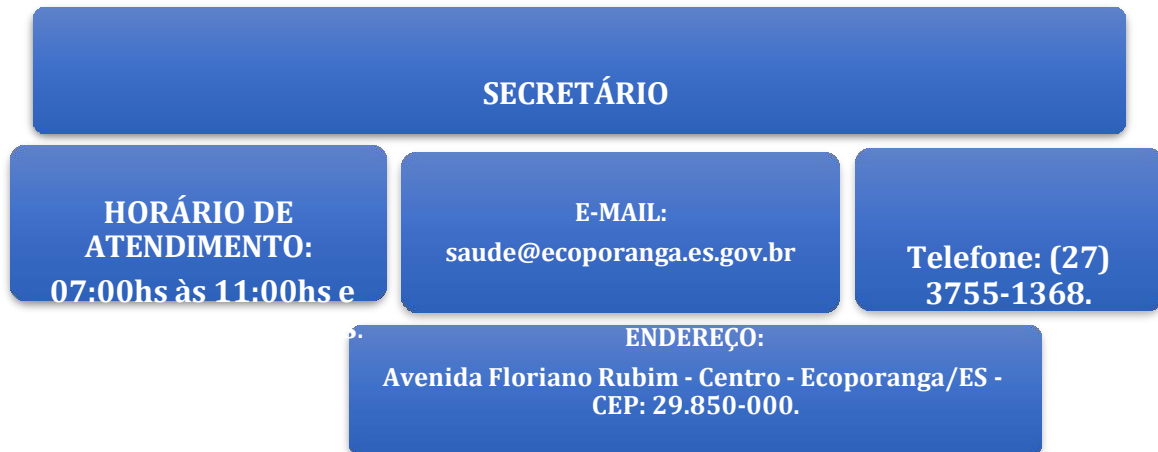 SECRETÁRIO
HORÁRIO DE
ATENDIMENTO:
07:00hs às 11:00hs e
E-MAIL:
saude@ecoporanga.es.gov.br
Telefone: (27)
3755-1368.
ENDEREÇO:
Avenida Floriano Rubim - Centro - Ecoporanga/ES -
CEP: 29.850-000.